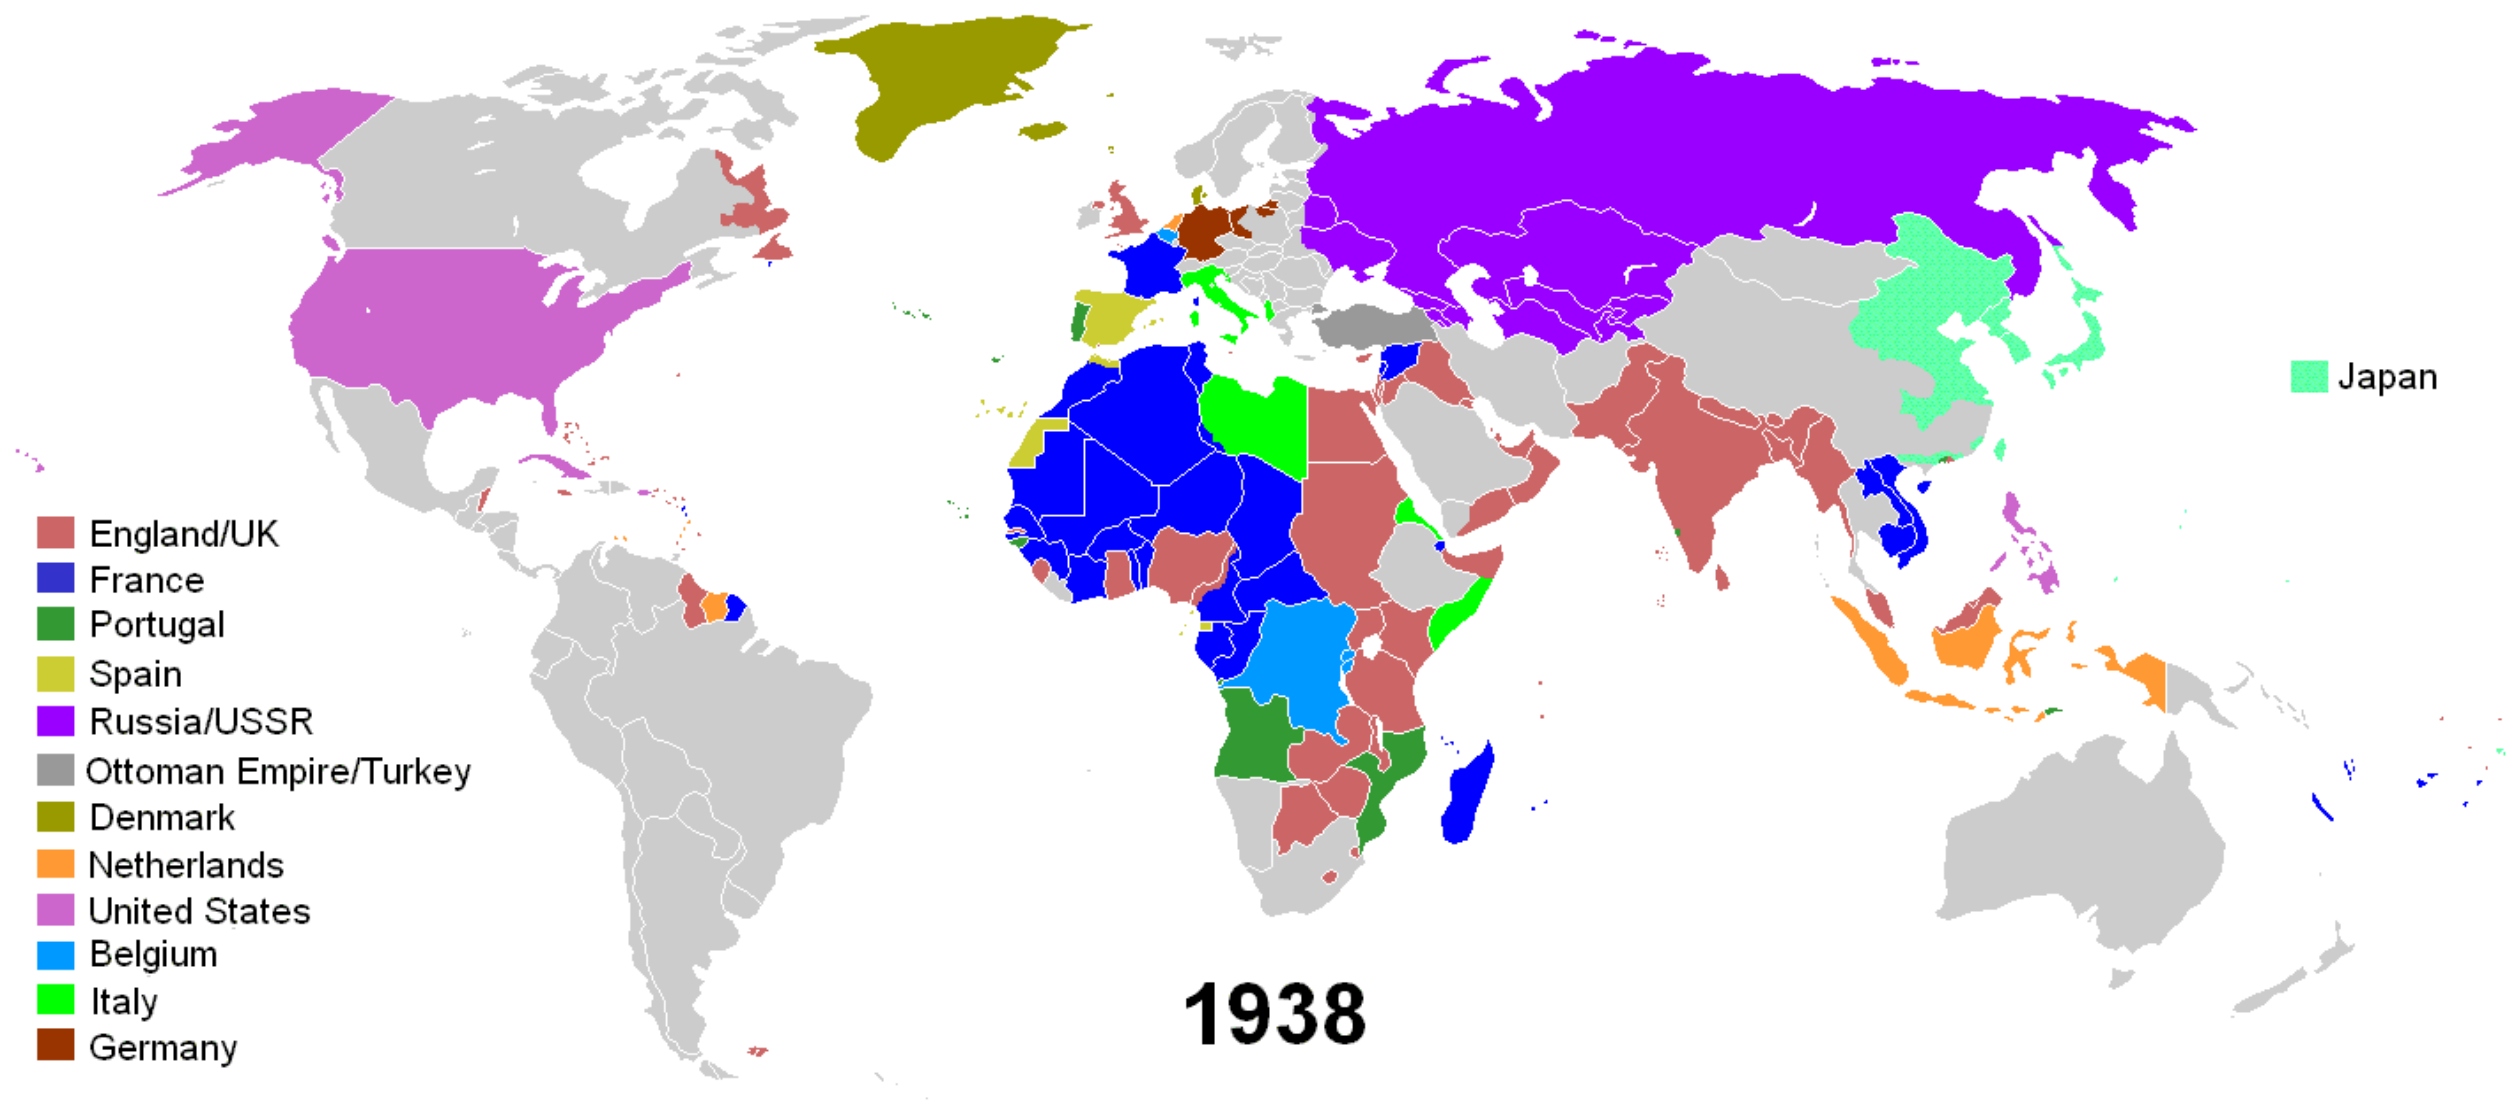 England/UK
France
Portugal
Spain
Russia/USSR
Ottoman Empire/Turkey
Denmark
Netherlands
United States
Belgium
Italy
Germany
Japan
1938